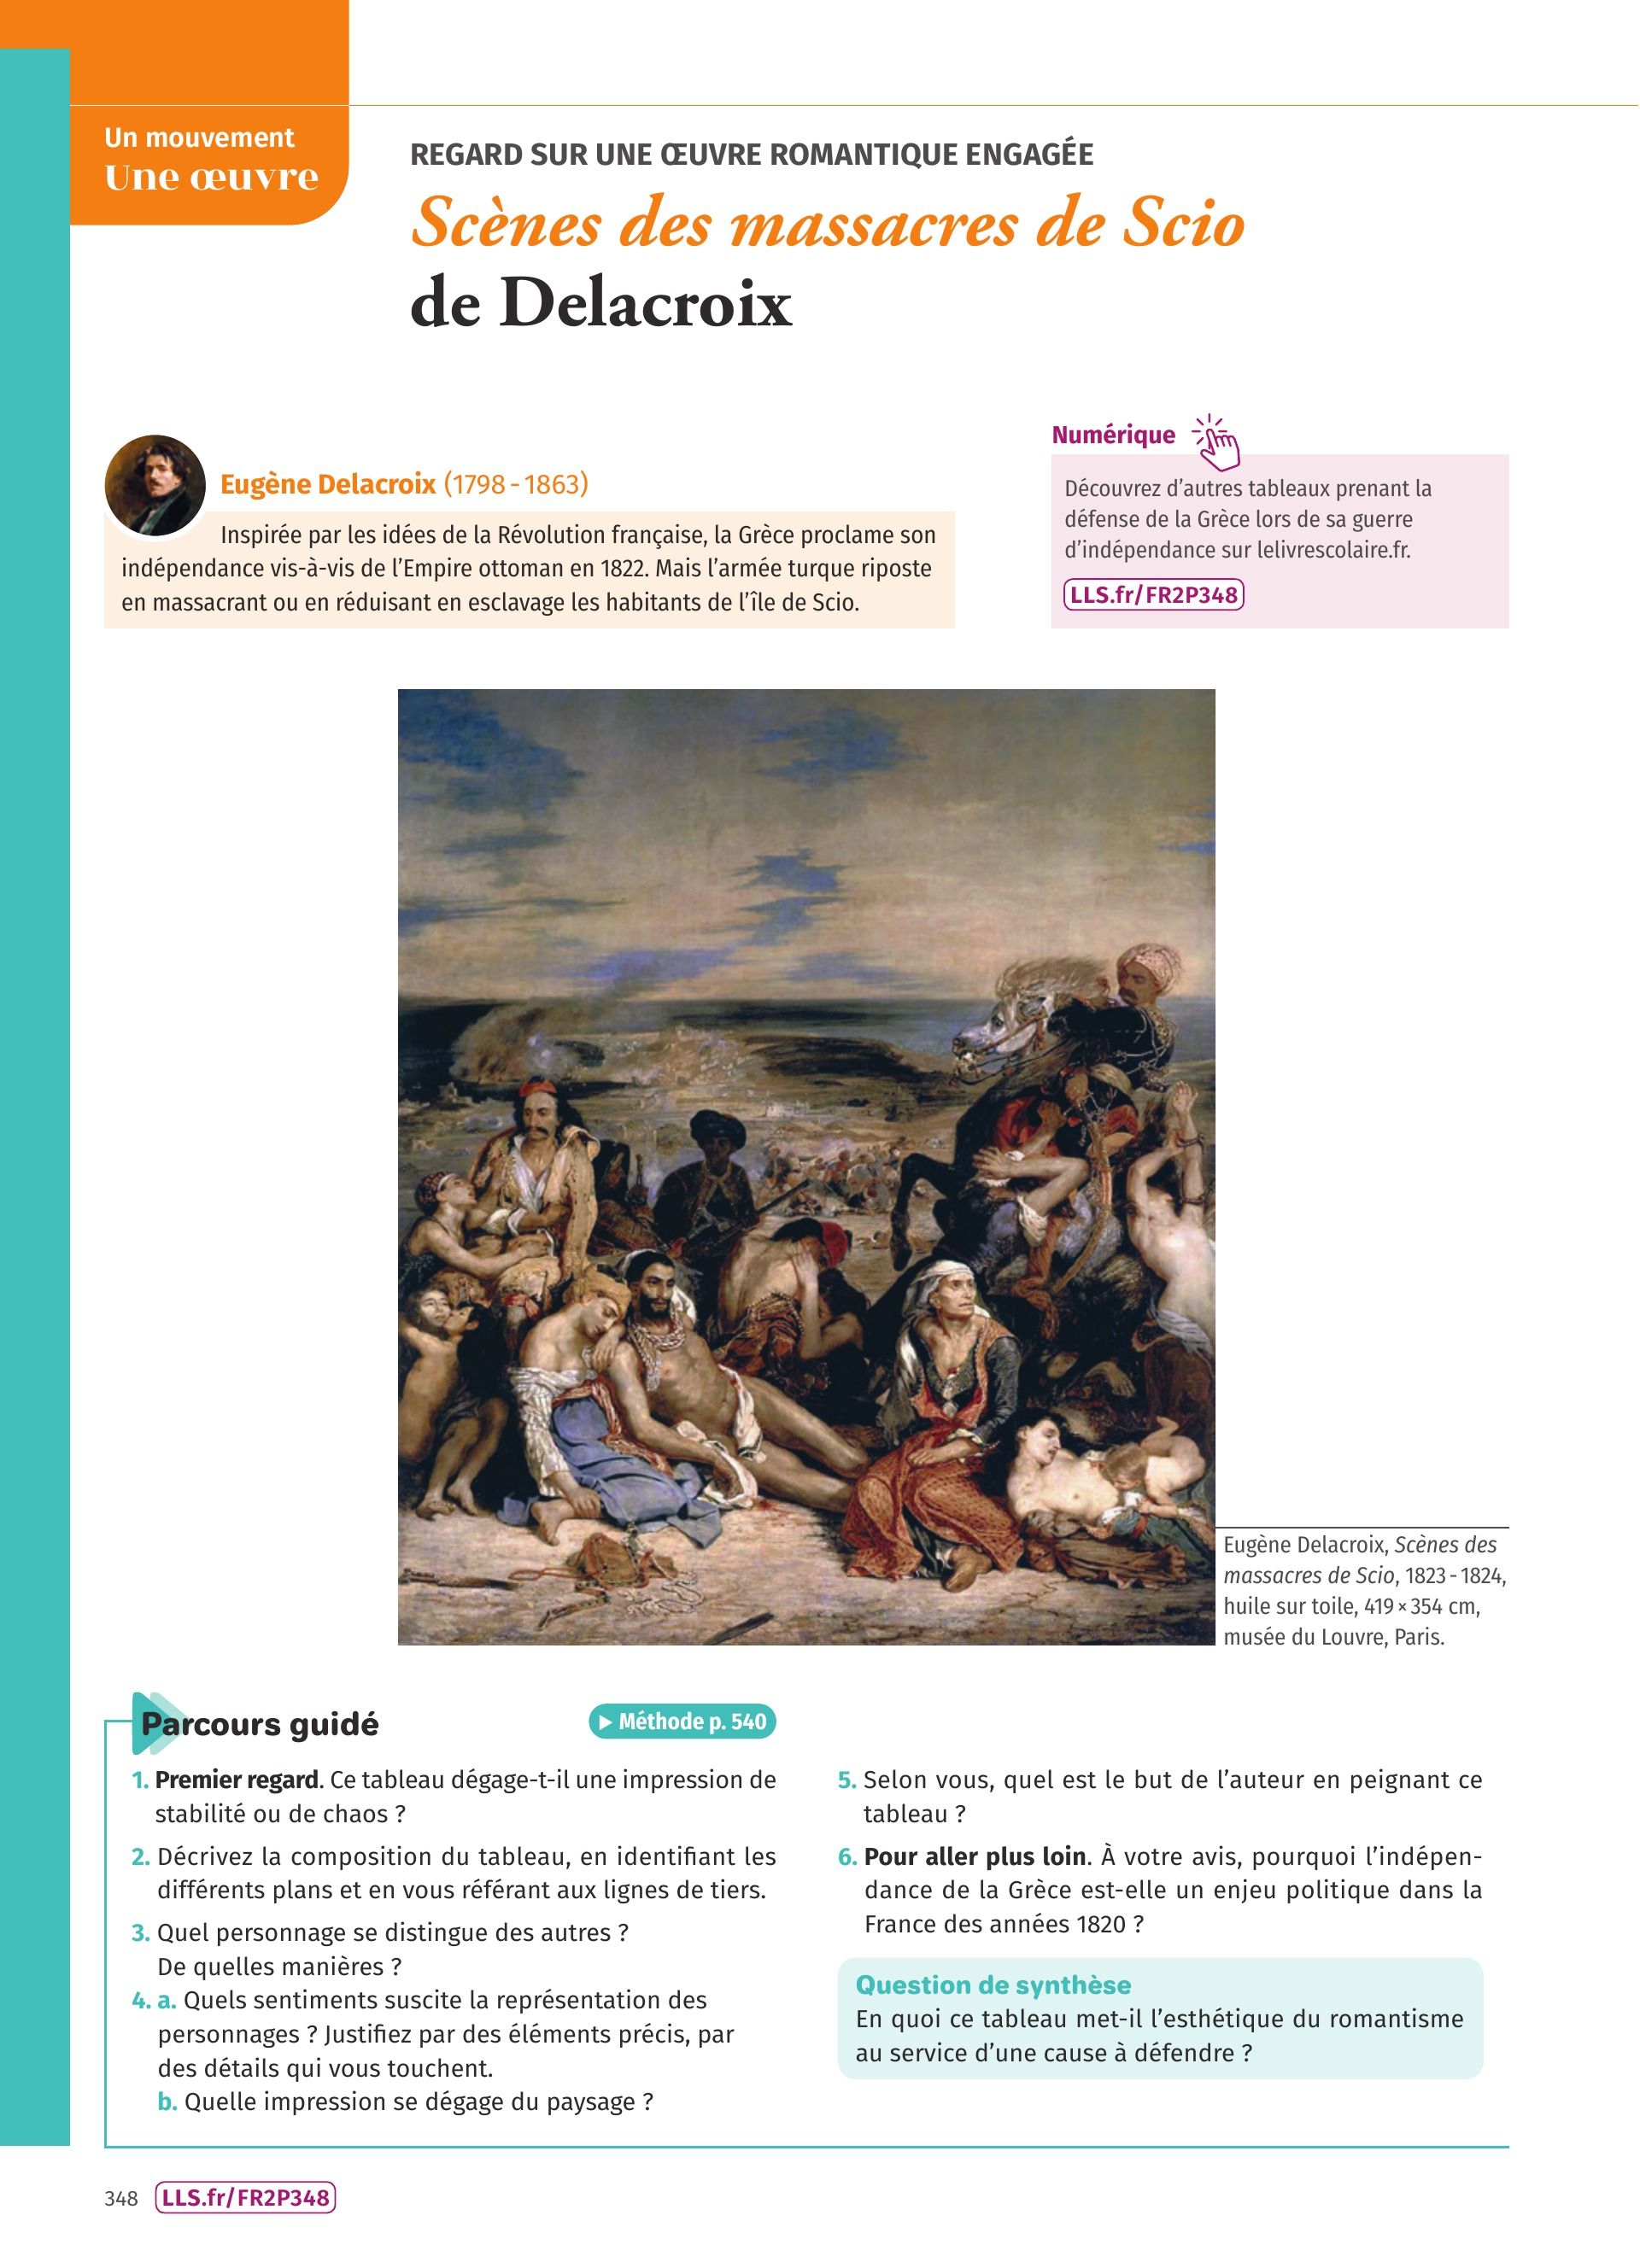 Un mouvement
Une œuvre
REGARD SUR UNE ŒUVRE ROMANTIQUE ENGAGÉE
Scènes des massacres de Scio
de Delacroix
Eugène Delacroix (1798 - 1863)
Inspirée par les idées de la Révolution française, la Grèce proclame son
indépendance vis-à-vis de l’Empire ottoman en 1822. Mais l’armée turque riposte
en massacrant ou en réduisant en esclavage les habitants de l’île de Scio.
Numérique
Découvrez d’autres tableaux prenant la
défense de la Grèce lors de sa guerre
d’indépendance sur lelivrescolaire.fr.
LLS.fr/FR2P348
Eugène Delacroix, Scènes des
massacres de Scio, 1823 - 1824,
huile sur toile, 419 × 354 cm,
musée du Louvre, Paris.
Parcours guidé
▶ Méthode p. 540
1. Premier regard. Ce tableau dégage-t-il une impression de
stabilité ou de chaos ?
2. Décrivez la composition du tableau, en identifiant les
différents plans et en vous référant aux lignes de tiers.
3. Quel personnage se distingue des autres ?
De quelles manières ?
4. a. Quels sentiments suscite la représentation des
personnages ? Justifiez par des éléments précis, par
des détails qui vous touchent.
b. Quelle impression se dégage du paysage ?
5. Selon vous, quel est le but de l’auteur en peignant ce
tableau ?
6. Pour aller plus loin. À votre avis, pourquoi l’indépen-
dance de la Grèce est-elle un enjeu politique dans la
France des années 1820 ?
Question de synthèse
En quoi ce tableau met-il l’esthétique du romantisme
au service d’une cause à défendre ?
348
LLS.fr/FR2P348